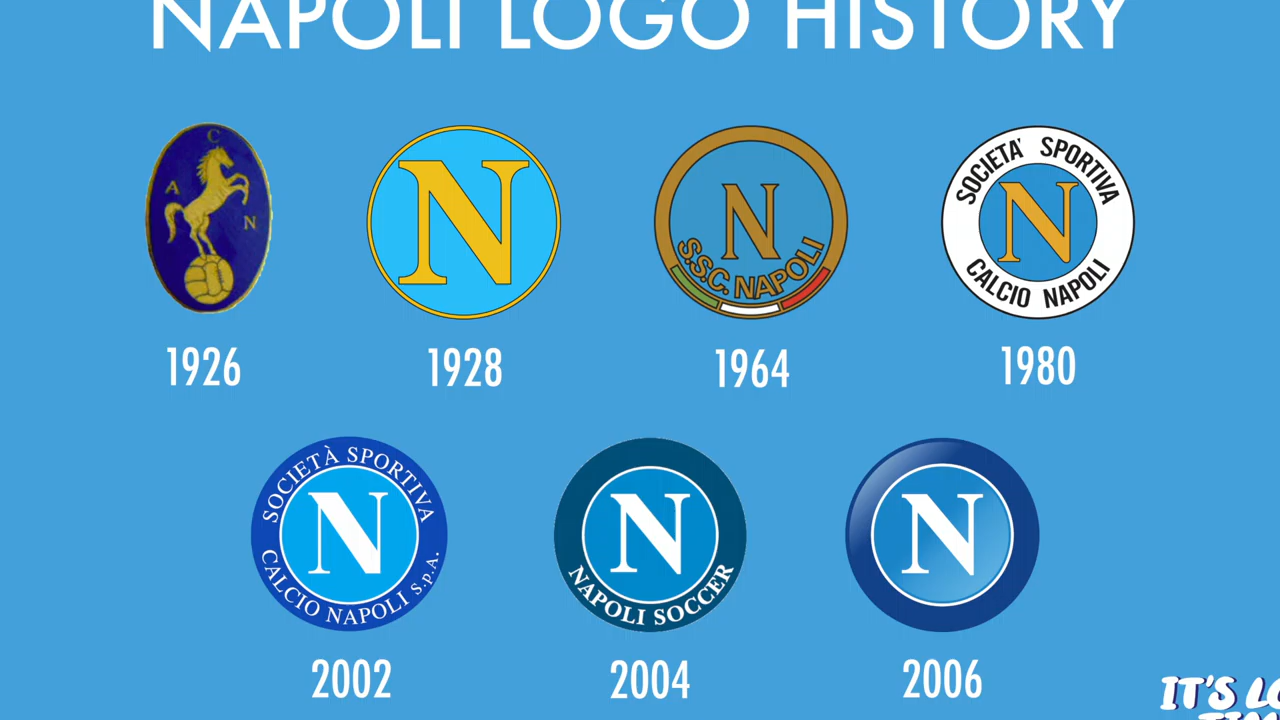 NAPOLI LOGO HISTORY
C
A
N
N
N
S.S.C. NAPOLI
SOCIETA' SPORTIVA
N
CALCIO NAPOLI
1926
1928
1964
1980
SOCIETÀ SPORTIVA
N
CALCIO NAPOLI S.p.A.
N
NAPOLI SOCCER
N
2002
2004
2006
IT'S